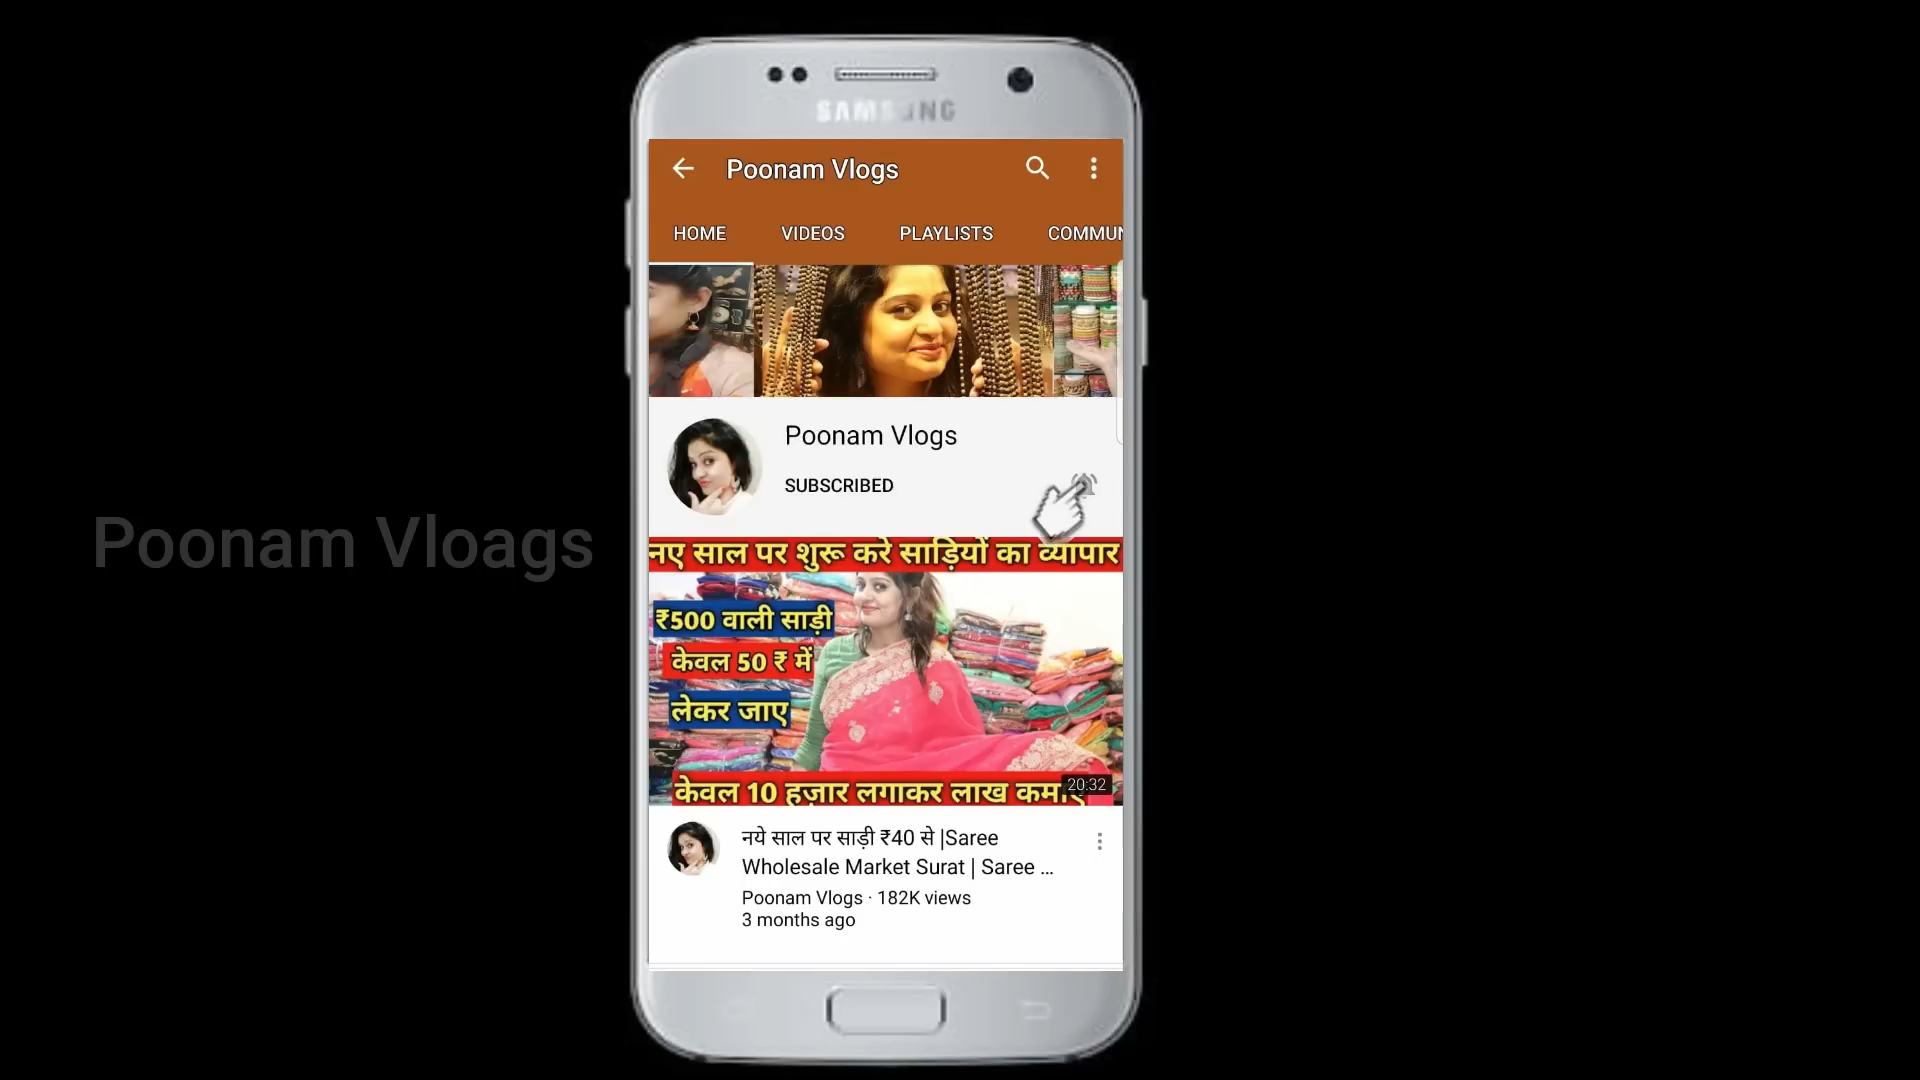 SAMSUNG
Poonam Vlogs
HOME VIDEOS PLAYLISTS COMMUN
Poonam Vlogs
SUBSCRIBED
Poonam Vloags
नए साल पर शुरू करे साड़ियों का व्यापार
₹500 वाली साड़ी
केवल 50 ₹ में
लेकर जाए
केवल 10 हज़ार लगाकर लाख कमाए
20:32
नये साल पर साड़ी ₹40 से |Saree
Wholesale Market Surat | Saree ...
Poonam Vlogs · 182K views
3 months ago